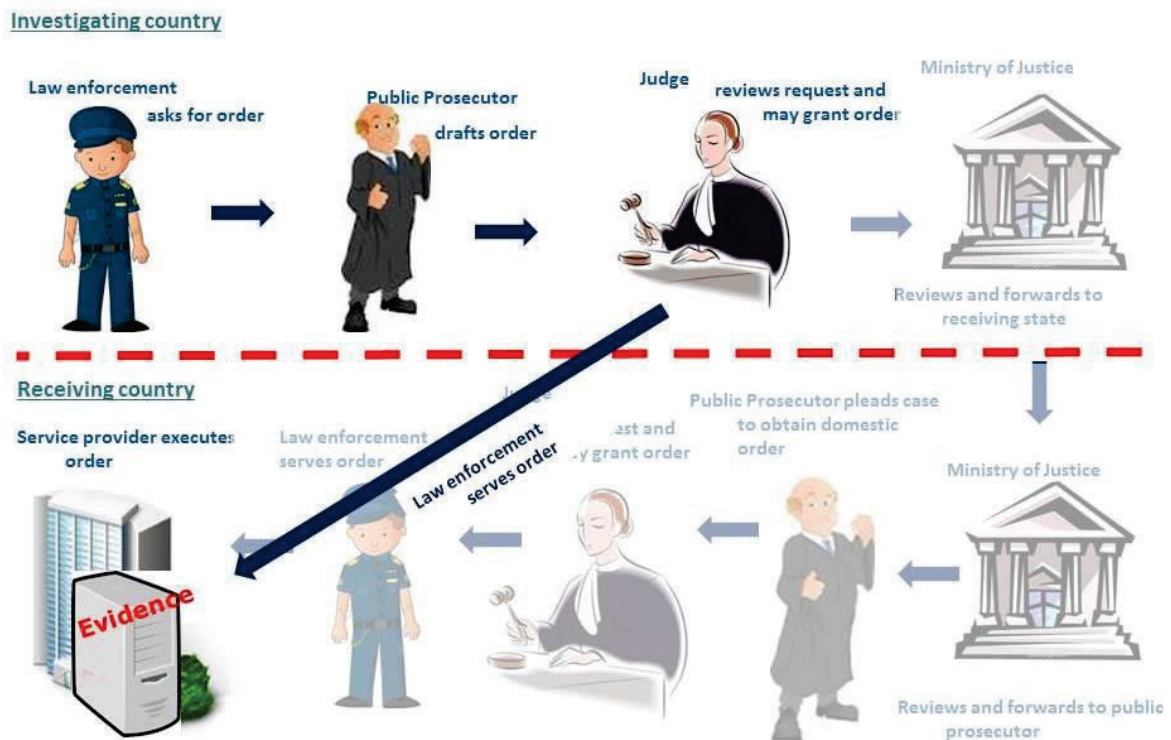 Investigating country
Law enforcement
asks for order
Public Prosecutor
drafts order
Judge
reviews request and
may grant order
Ministry of Justice
Reviews and forwards to
receiving state
Receiving country
Service provider executes
order
Law enforcement
serves order
Law enforcement
serves order
grant order
and
Public Prosecutor pleads case
to obtain domestic
order
Ministry of Justice
Reviews and forwards to public
prosecutor
Evidence